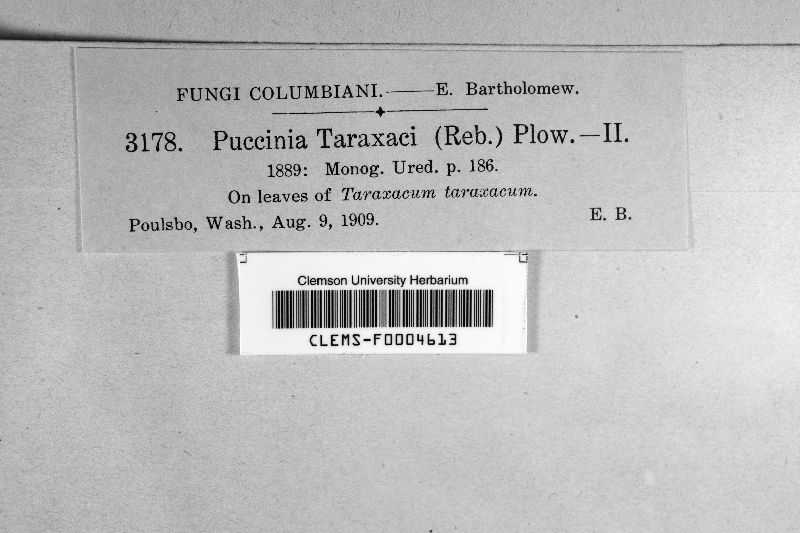 FUNGI COLUMBIANI.——E. Bartholomew.
3178. Puccinia Taraxaci (Reb.) Plow.—II.
1889: Monog. Ured. p. 186.
On leaves of Taraxacum taraxacum.
Poulsbo, Wash., Aug. 9, 1909. E. B.
Clemson University Herbarium
CLEMS-F0004613